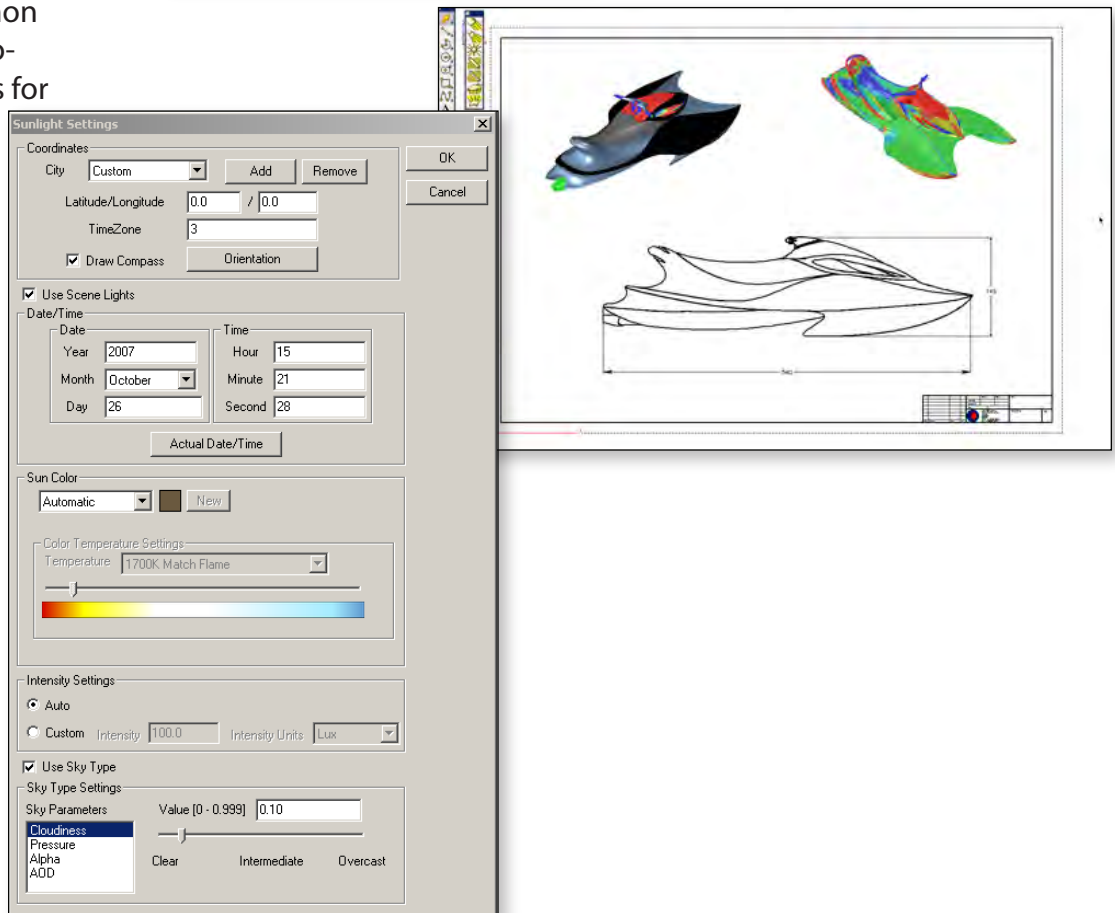 non
o-
s for
Sunlight Settings
Coordinates
City Custom Add Remove
Latitude/Longitude 0.0 / 0.0
TimeZone 3
Draw Compass Orientation
OK
Cancel
Use Scene Lights
Date/Time
Date
Year 2007
Month October
Day 26
Time
Hour 15
Minute 21
Second 28
Actual Date/Time
Sun Color
Automatic New
Color Temperature Settings
Temperature 1700K Match Flame
Intensity Settings
Auto
Custom Intensity 100.0 Intensity Units Lux
Use Sky Type
Sky Type Settings
Sky Parameters Value [0 - 0.999] 0.10
Cloudiness
Pressure
Alpha
AOD
Clear Intermediate Overcast